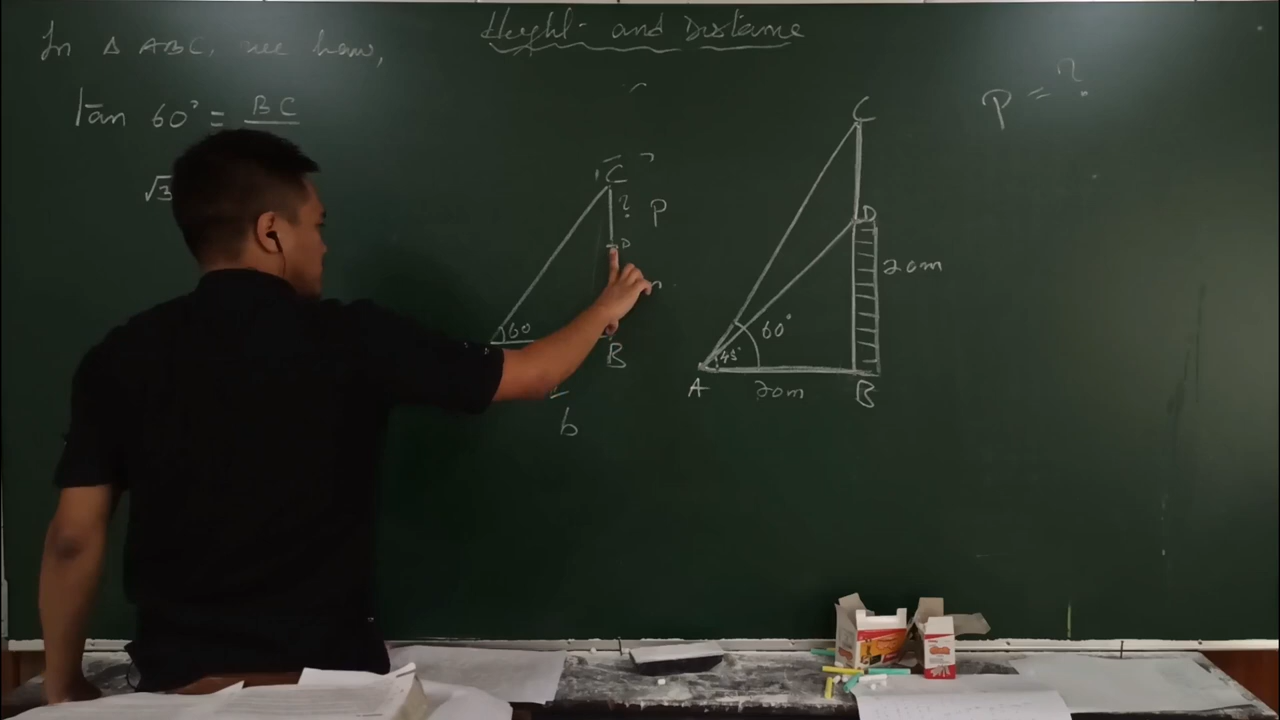 Height and Distance
In Δ ABC, we have,
tan 60° = BC
√3
C
? P
D
60
B
b
C
D
20m
60°
45°
A 20m B
P = ?